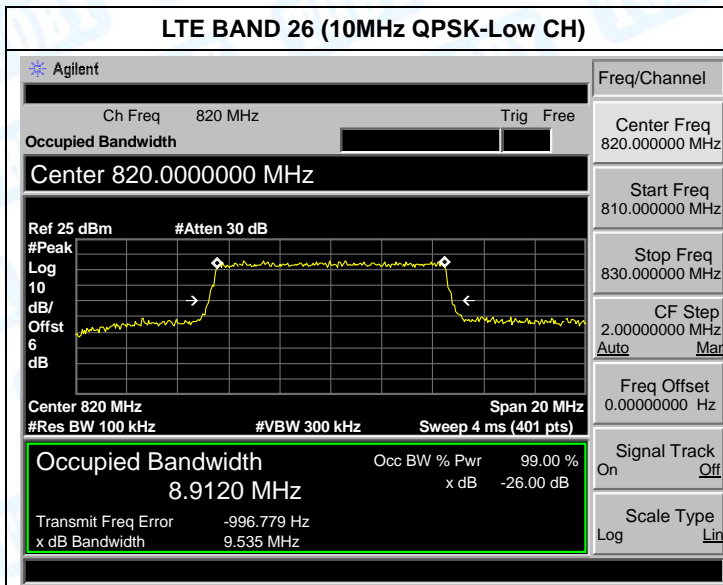 LTE BAND 26 (10MHz QPSK-Low CH)
Agilent
Ch Freq 820 MHz Trig Free
Occupied Bandwidth
Center 820.0000000 MHz
Ref 25 dBm #Atten 30 dB
#Peak
Log
10
dB/
Offst
6
dB
Center 820 MHz Span 20 MHz
#Res BW 100 kHz #VBW 300 kHz Sweep 4 ms (401 pts)
Occupied Bandwidth
8.9120 MHz
Occ BW % Pwr 99.00 %
x dB -26.00 dB
Transmit Freq Error -996.779 Hz
x dB Bandwidth 9.535 MHz
Freq/Channel
Center Freq
820.000000 MHz
Start Freq
810.000000 MHz
Stop Freq
830.000000 MHz
CF Step
2.00000000 MHz
Auto Man
Freq Offset
0.00000000 Hz
Signal Track
On Off
Scale Type
Log Lin